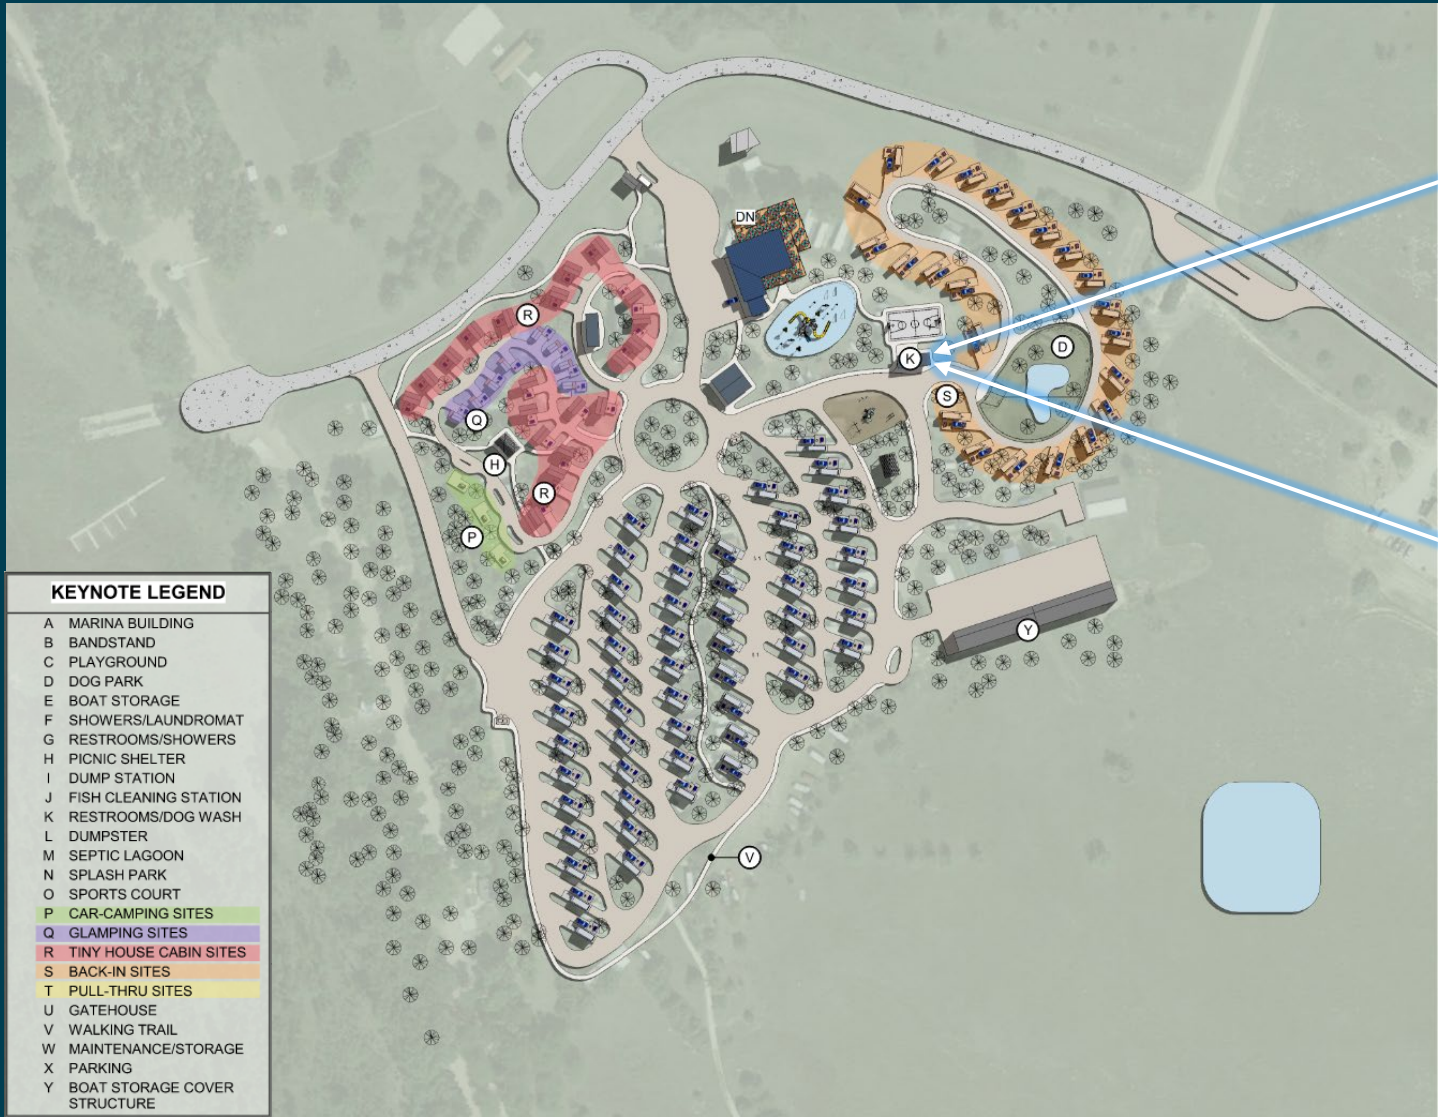 DN
R
K
D
S
Q
H
R
P
Y
V
KEYNOTE LEGEND
A MARINA BUILDING
B BANDSTAND
C PLAYGROUND
D DOG PARK
E BOAT STORAGE
F SHOWERS/LAUNDROMAT
G RESTROOMS/SHOWERS
H PICNIC SHELTER
I DUMP STATION
J FISH CLEANING STATION
K RESTROOMS/DOG WASH
L DUMPSTER
M SEPTIC LAGOON
N SPLASH PARK
O SPORTS COURT
P CAR-CAMPING SITES
Q GLAMPING SITES
R TINY HOUSE CABIN SITES
S BACK-IN SITES
T PULL-THRU SITES
U GATEHOUSE
V WALKING TRAIL
W MAINTENANCE/STORAGE
X PARKING
Y BOAT STORAGE COVER
STRUCTURE